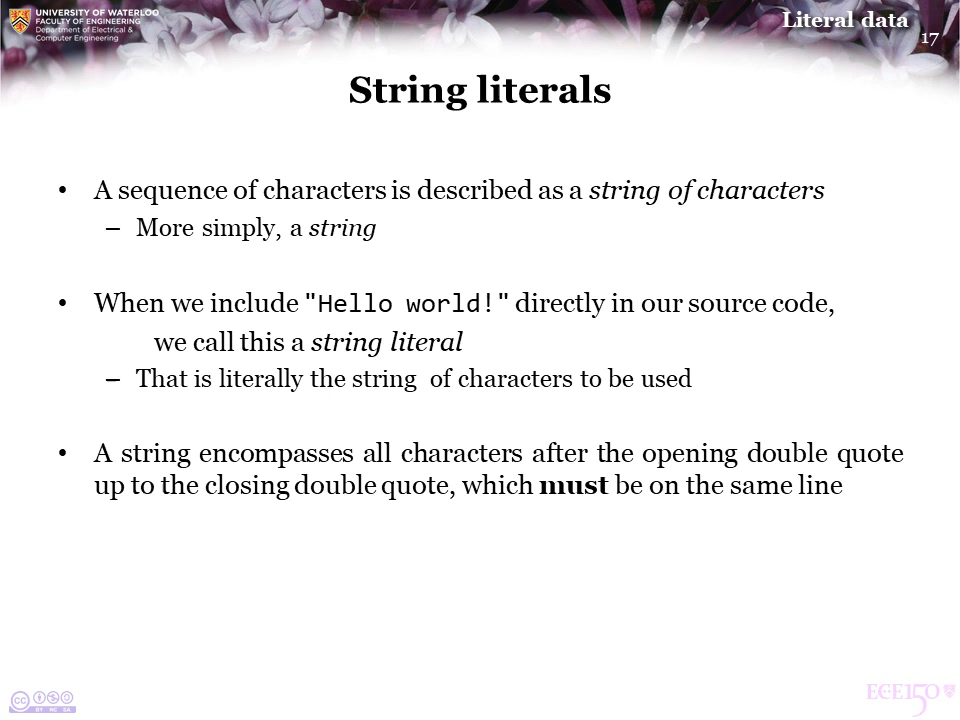 UNIVERSITY OF WATERLOO
FACULTY OF ENGINEERING
Department of Electrical &
Computer Engineering
Literal data
17
String literals
• A sequence of characters is described as a string of characters
– More simply, a string
• When we include "Hello world!" directly in our source code,
we call this a string literal
– That is literally the string  of characters to be used
• A string encompasses all characters after the opening double quote
up to the closing double quote, which must be on the same line
cc
BY NC SA
ECE150